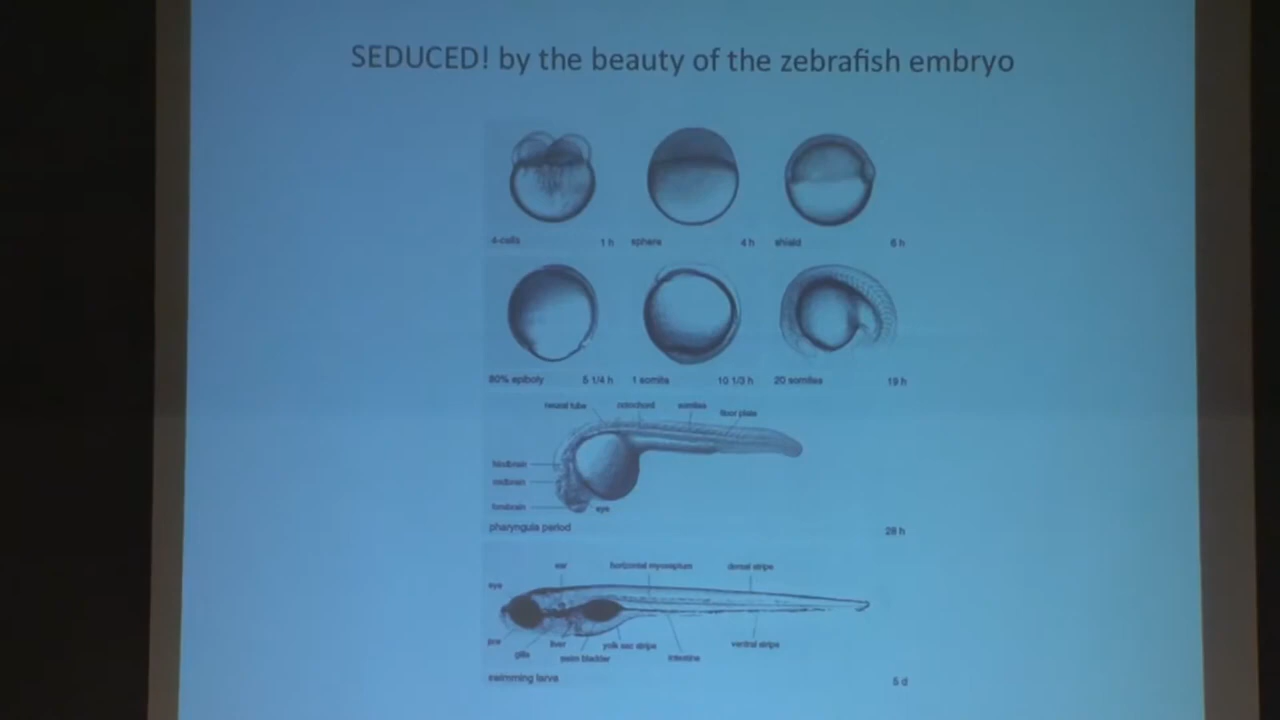 SEDUCED! by the beauty of the zebrafish embryo
4-cells 1 h sphere 4 h shield 6 h
80% epiboly 5 1/4 h 1 somite 10 1/3 h 20 somites 19 h
neural tube notochord somites floor plate
hindbrain
midbrain
forebrain eye
pharyngula period 28 h
ear horizontal myoseptum dorsal stripe
eye
jaw liver yolk sac stripe ventral stripe
gills swim bladder intestine
swimming larva 5 d